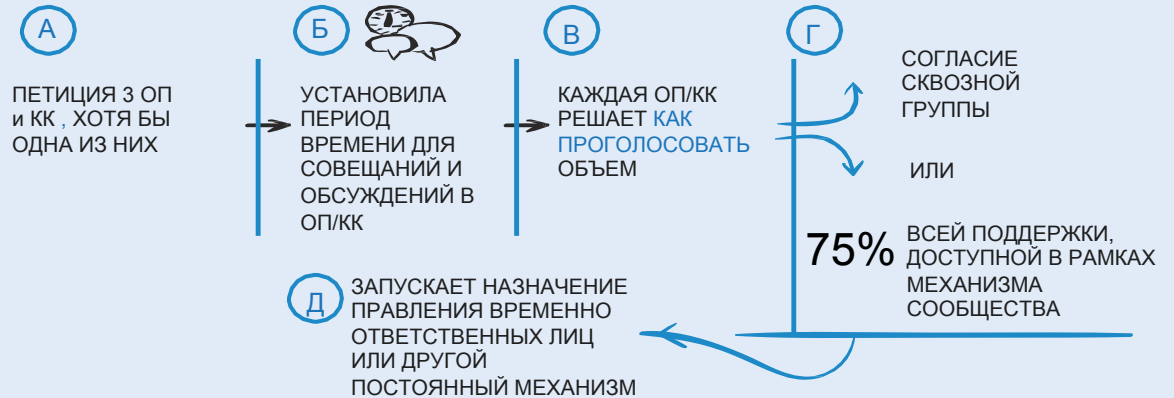 А
ПЕТИЦИЯ 3 ОП
и КК , ХОТЯ БЫ
ОДНА ИЗ НИХ
Б
УСТАНОВИЛА
ПЕРИОД
ВРЕМЕНИ ДЛЯ
СОВЕЩАНИЙ И
ОБСУЖДЕНИЙ В
ОП/КК
В
КАЖДАЯ ОП/КК
РЕШАЕТ КАК
ПРОГОЛОСОВАТЬ
ОБЪЕМ
Г
СОГЛАСИЕ
СКВОЗНОЙ
ГРУППЫ
ИЛИ
75%
ВСЕЙ ПОДДЕРЖКИ,
ДОСТУПНОЙ В РАМКАХ
МЕХАНИЗМА
СООБЩЕСТВА
Д
ЗАПУСКАЕТ НАЗНАЧЕНИЕ
ПРАВЛЕНИЯ ВРЕМЕННО
ОТВЕТСТВЕННЫХ ЛИЦ
ИЛИ ДРУГОЙ
ПОСТОЯННЫЙ МЕХАНИЗМ